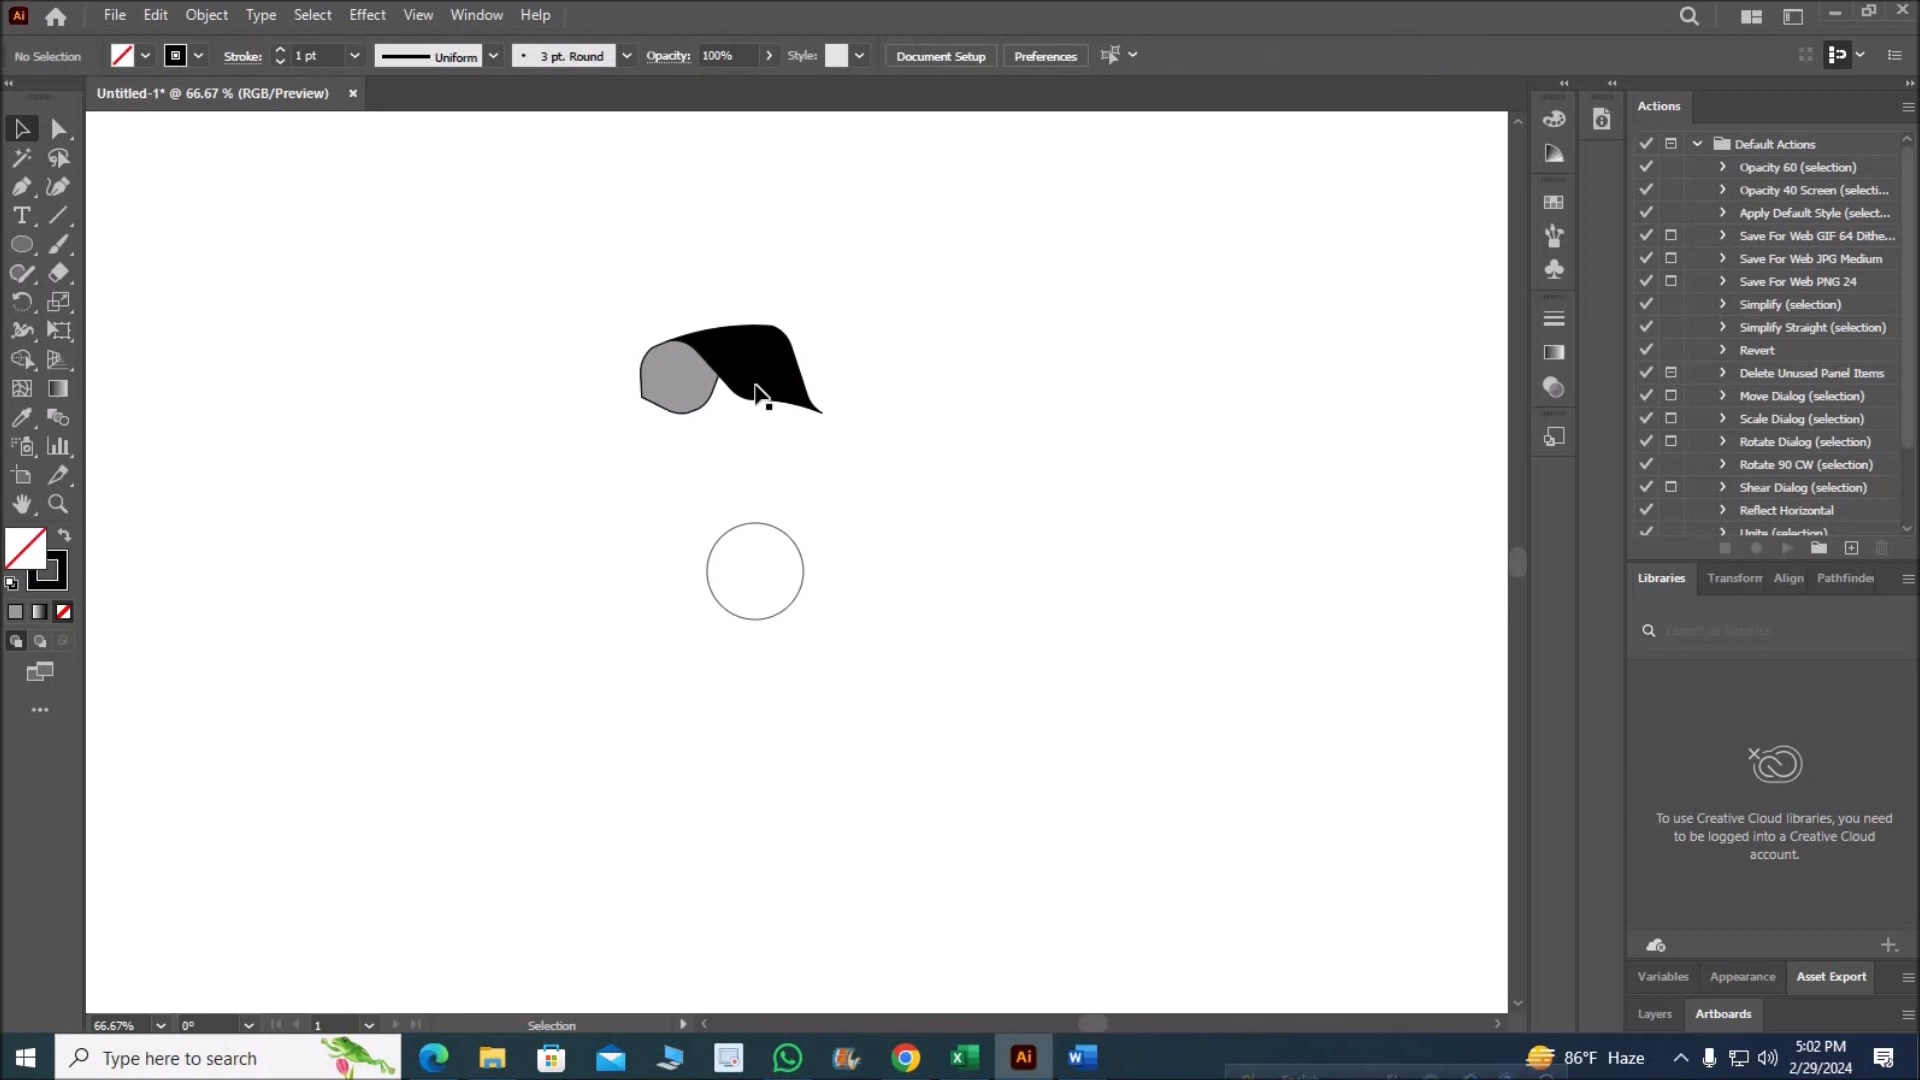 Ai File Edit Object Type Select Effect View Window Help
No Selection Stroke: 1 pt Uniform 3 pt. Round Opacity: 100% Style: Document Setup Preferences
Untitled-1* @ 66.67 % (RGB/Preview)
Actions
Default Actions
Opacity 60 (selection)
Opacity 40 Screen (selecti...
Apply Default Style (select...
Save For Web GIF 64 Dithe...
Save For Web JPG Medium
Save For Web PNG 24
Simplify (selection)
Simplify Straight (selection)
Revert
Delete Unused Panel Items
Move Dialog (selection)
Scale Dialog (selection)
Rotate Dialog (selection)
Rotate 90 CW (selection)
Shear Dialog (selection)
Reflect Horizontal
Unite (selection)
Libraries Transform Align Pathfinde
To use Creative Cloud libraries, you need
to be logged into a Creative Cloud
account.
Variables Appearance Asset Export
Layers Artboards
66.67% 0° 1 Selection
Type here to search
86°F Haze
5:02 PM
2/29/2024